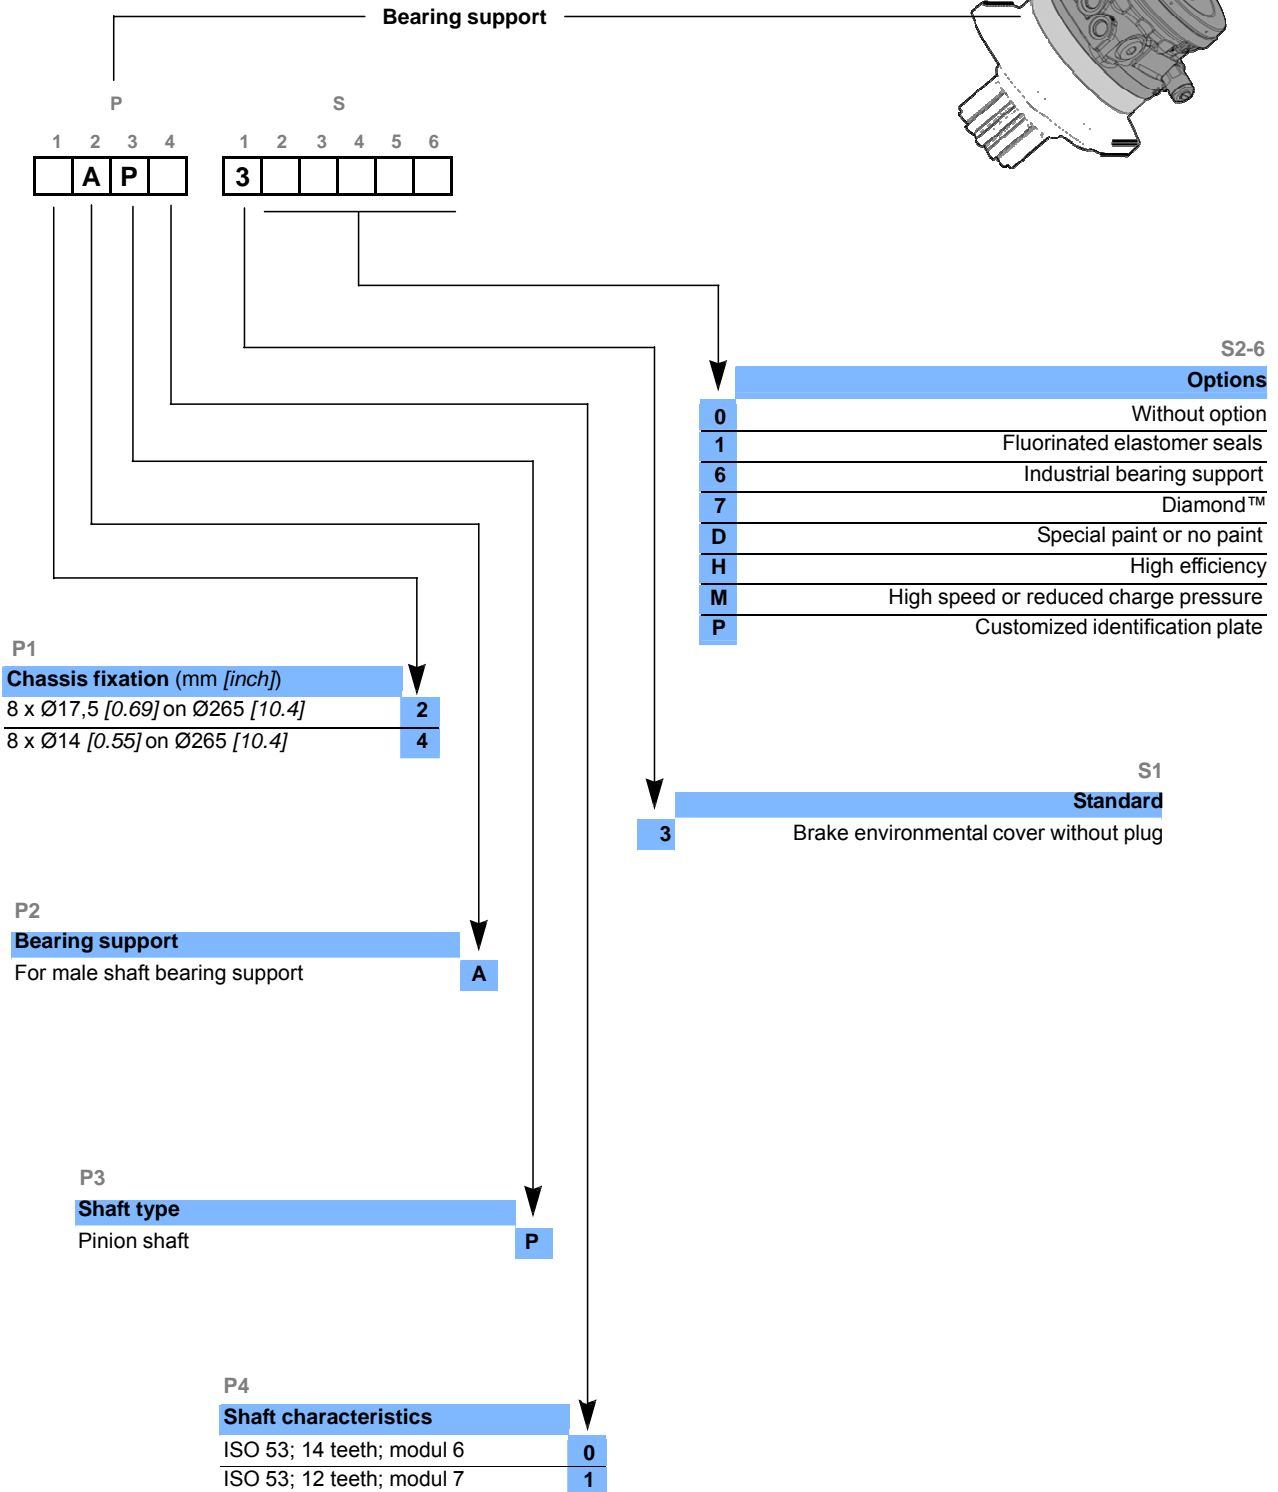 Bearing support
P S
1 2 3 4 1 2 3 4 5 6
A P 3
S2-6
Options
0 Without option
1 Fluorinated elastomer seals
6 Industrial bearing support
7 Diamond™
D Special paint or no paint
H High efficiency
M High speed or reduced charge pressure
P Customized identification plate
P1
Chassis fixation (mm [inch])
8 x Ø17,5 [0.69] on Ø265 [10.4] 2
8 x Ø14 [0.55] on Ø265 [10.4] 4
S1
Standard
3 Brake environmental cover without plug
P2
Bearing support
For male shaft bearing support A
P3
Shaft type
Pinion shaft P
P4
Shaft characteristics
ISO 53; 14 teeth; modul 6 0
ISO 53; 12 teeth; modul 7 1